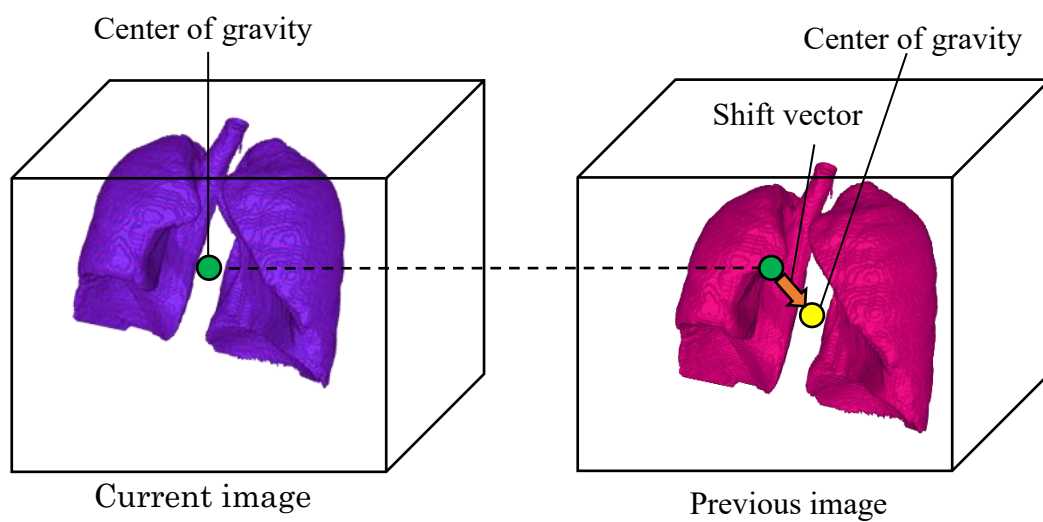 Center of gravity
Center of gravity
Shift vector
Current image
Previous image